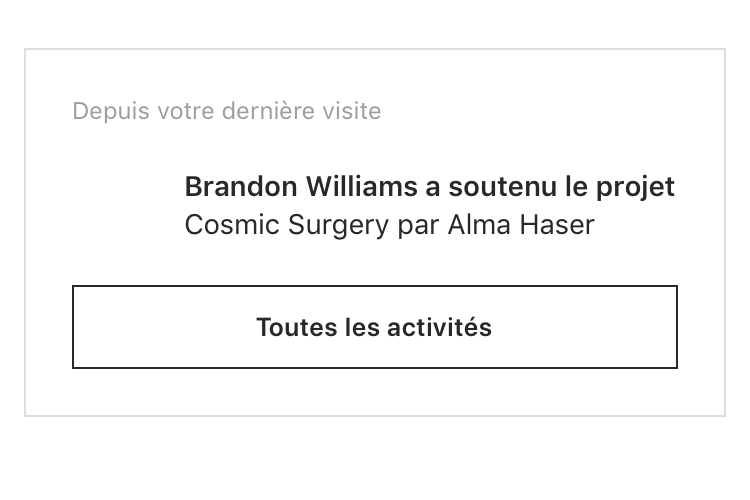 Depuis votre dernière visite
Brandon Williams a soutenu le projet
Cosmic Surgery par Alma Haser
Toutes les activités